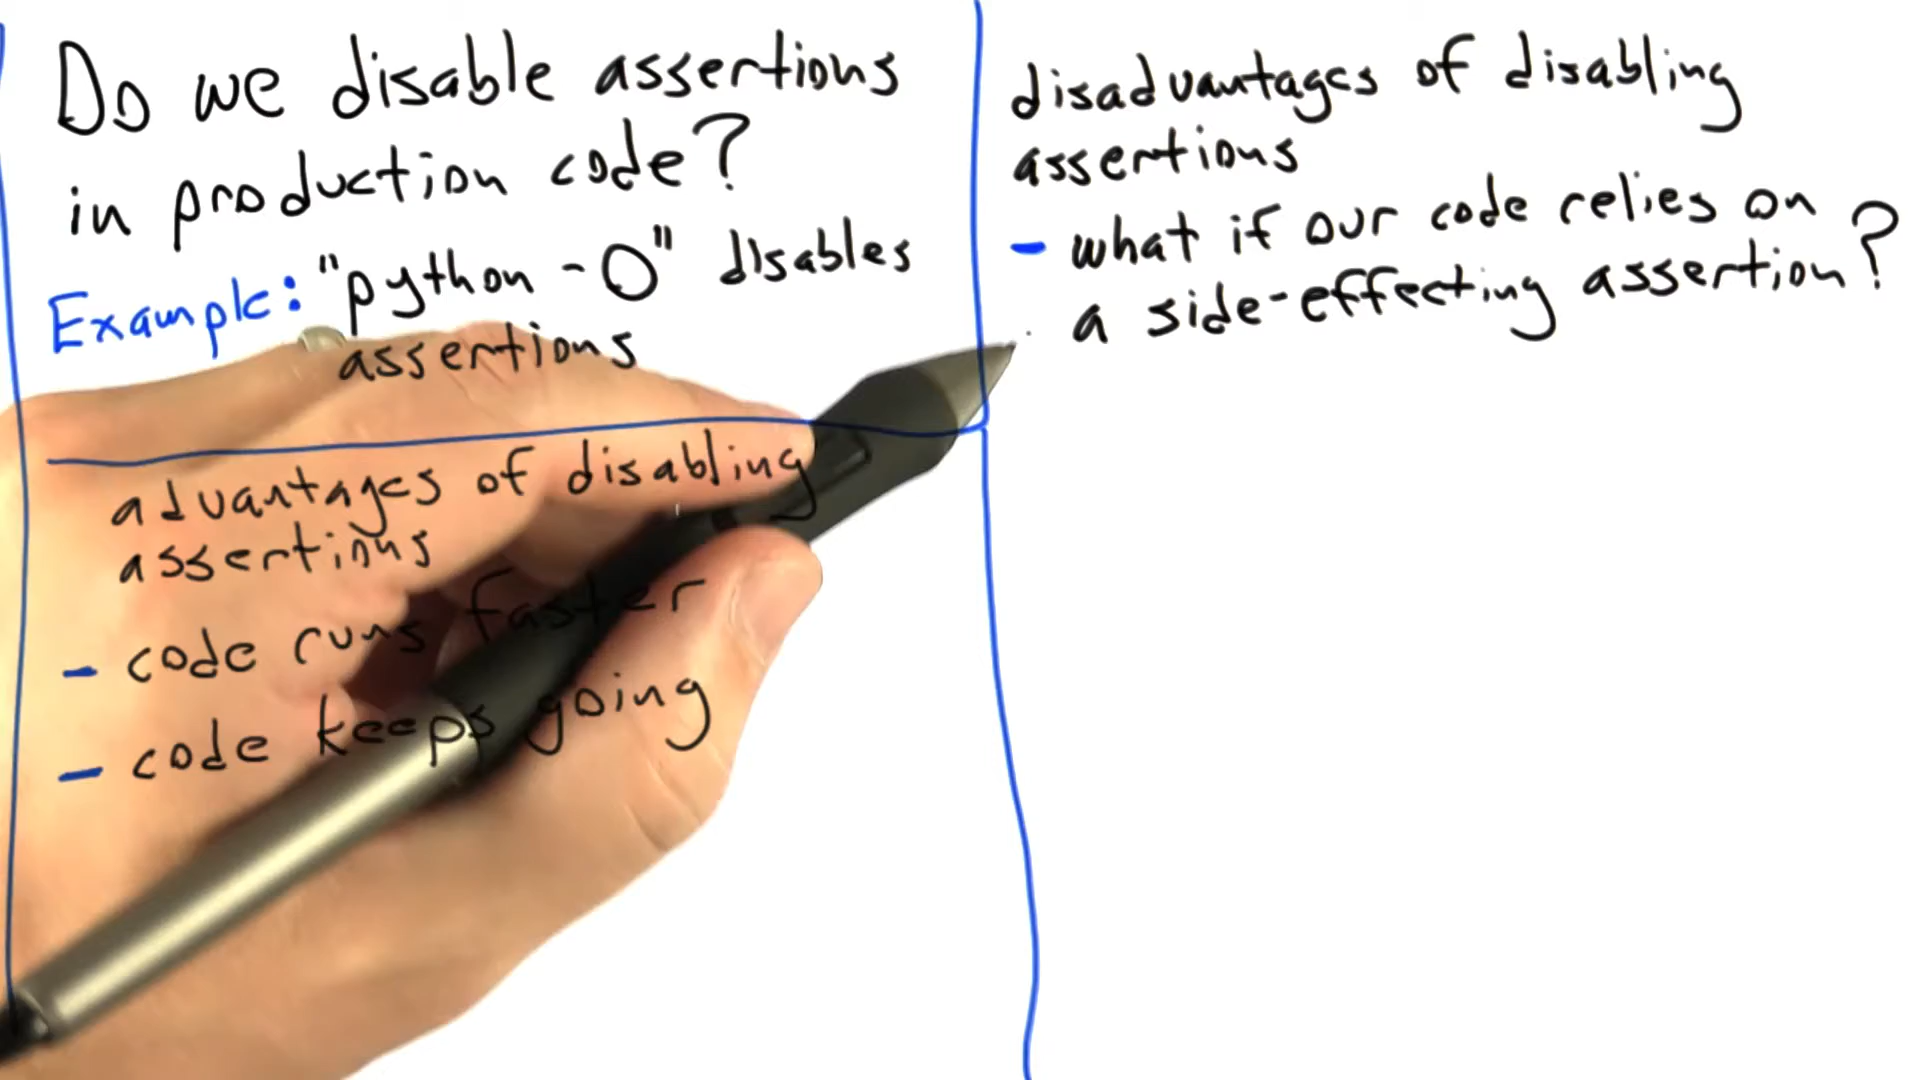 Do we disable assertions
in production code?
Example: "python -O" disables
assertions
advantages of disabling
assertions
- code runs faster
- code keeps going
disadvantages of disabling
assertions
- what if our code relies on
a side-effecting assertion?